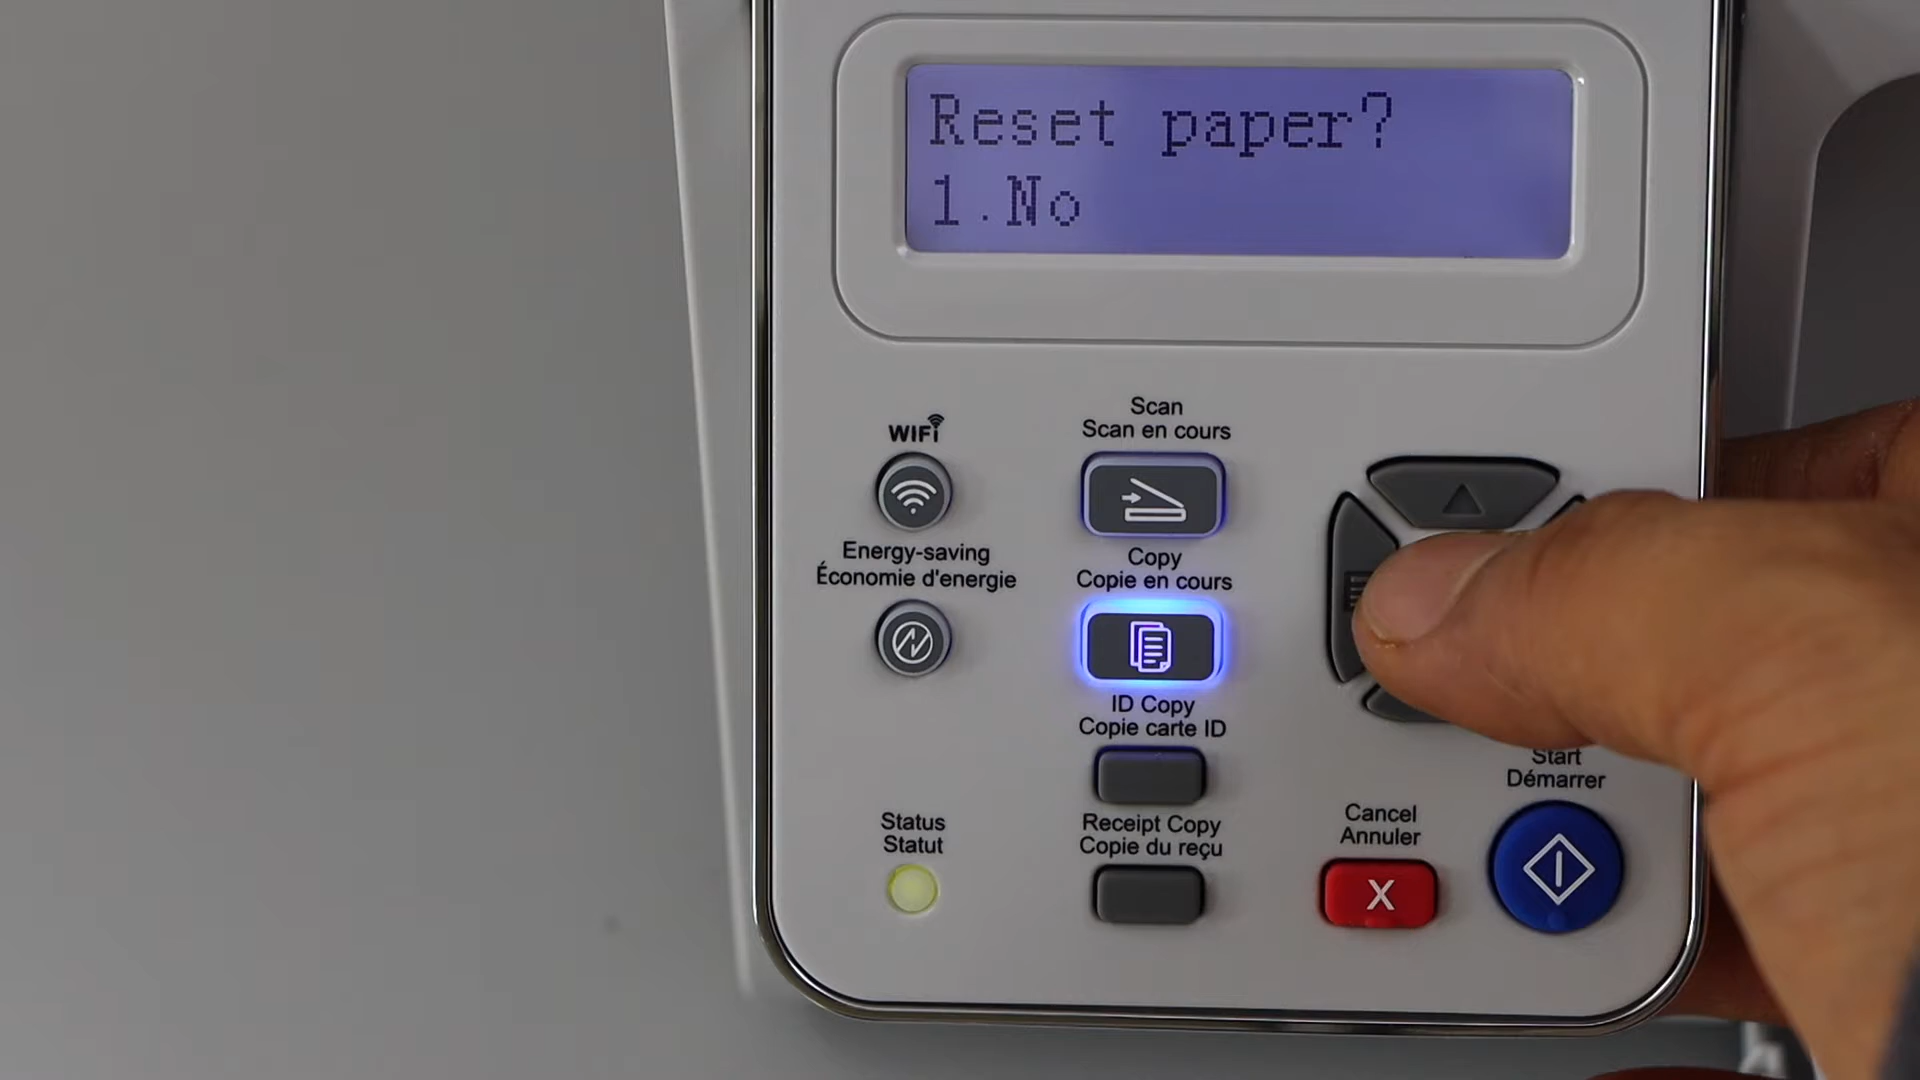 Reset paper?
1.No
WIFI
Scan
Scan en cours
Energy-saving
Économie d'energie
Copy
Copie en cours
ID Copy
Copie carte ID
Start
Démarrer
Status
Statut
Receipt Copy
Copie du reçu
Cancel
Annuler
X